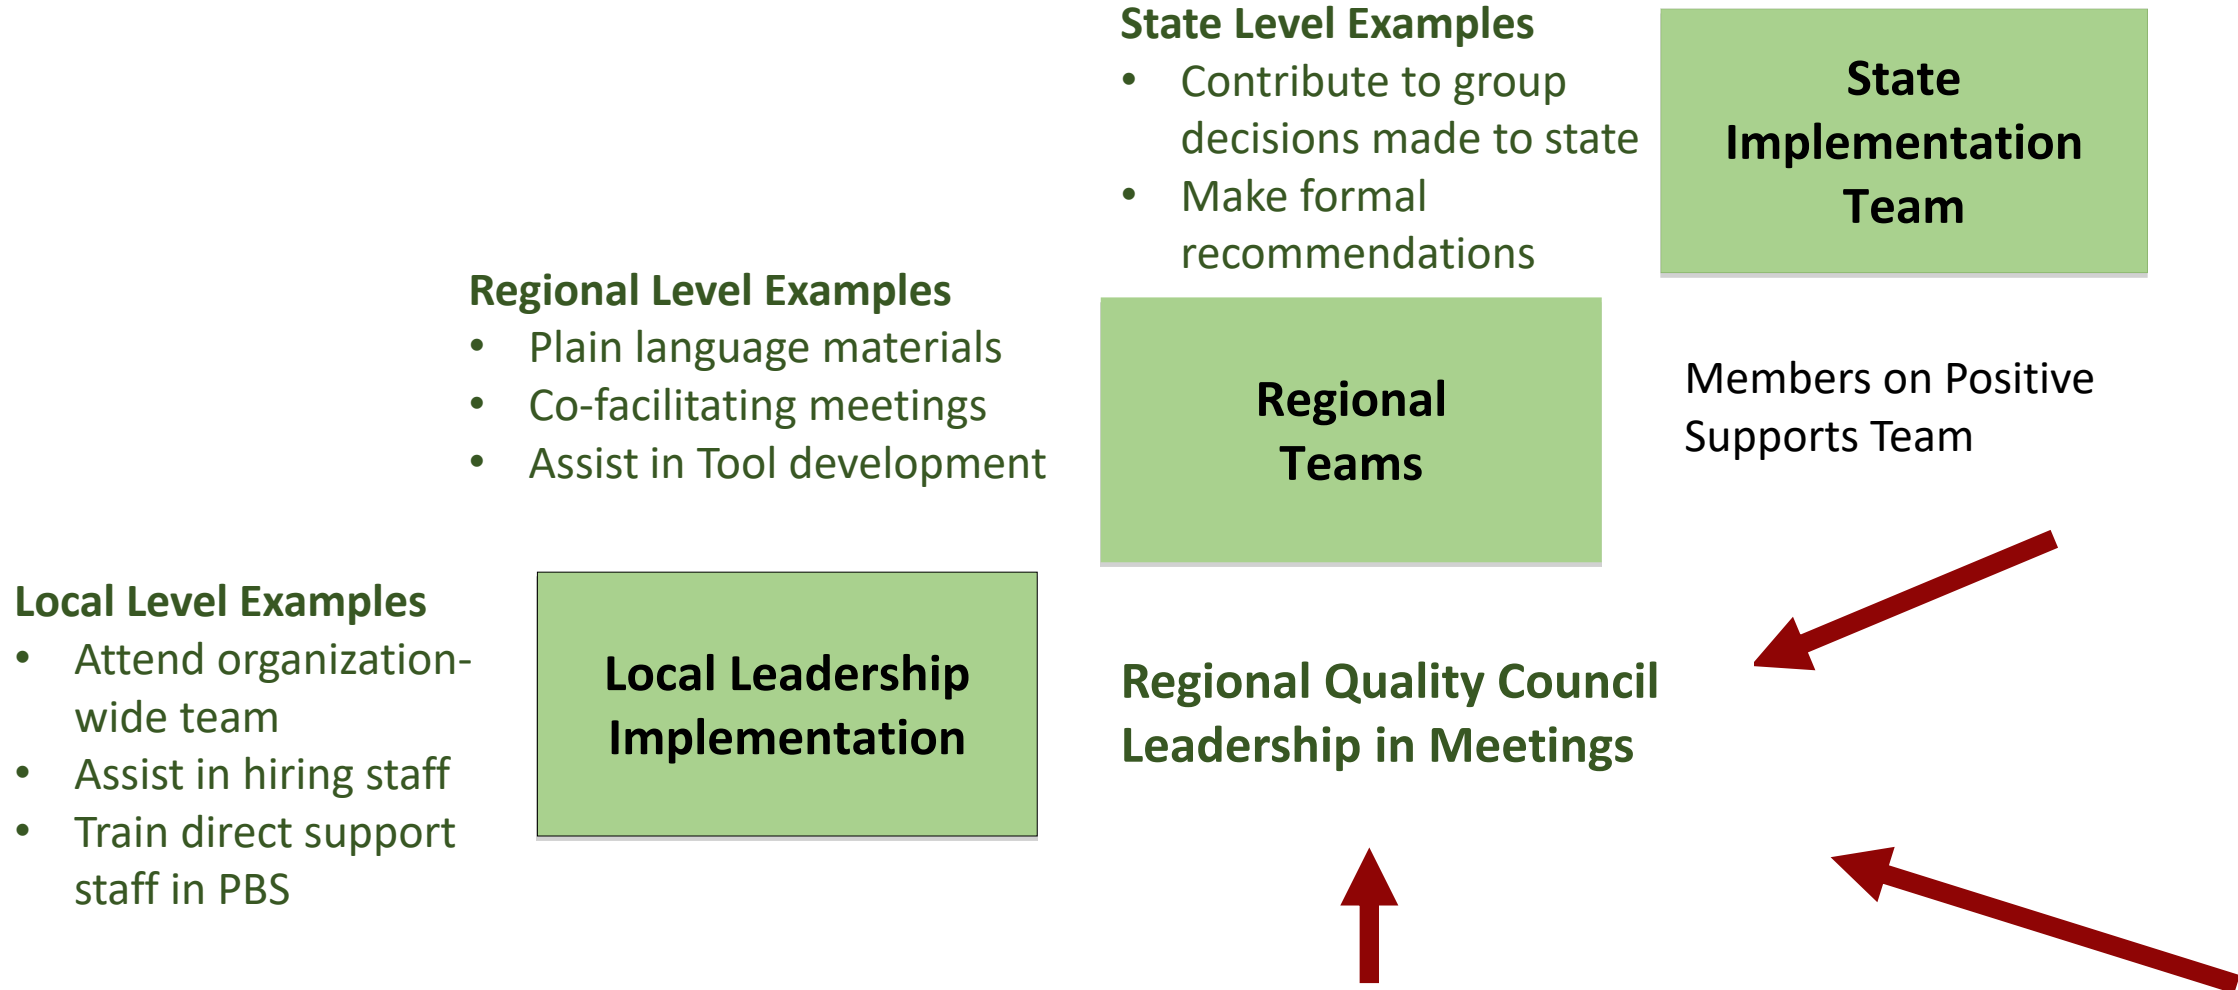 State Level Examples
• Contribute to group
decisions made to state
• Make formal
recommendations
State
Implementation
Team
Regional Level Examples
• Plain language materials
• Co-facilitating meetings
• Assist in Tool development
Regional
Teams
Members on Positive
Supports Team
Local Level Examples
• Attend organization-
wide team
• Assist in hiring staff
• Train direct support
staff in PBS
Local Leadership
Implementation
Regional Quality Council
Leadership in Meetings